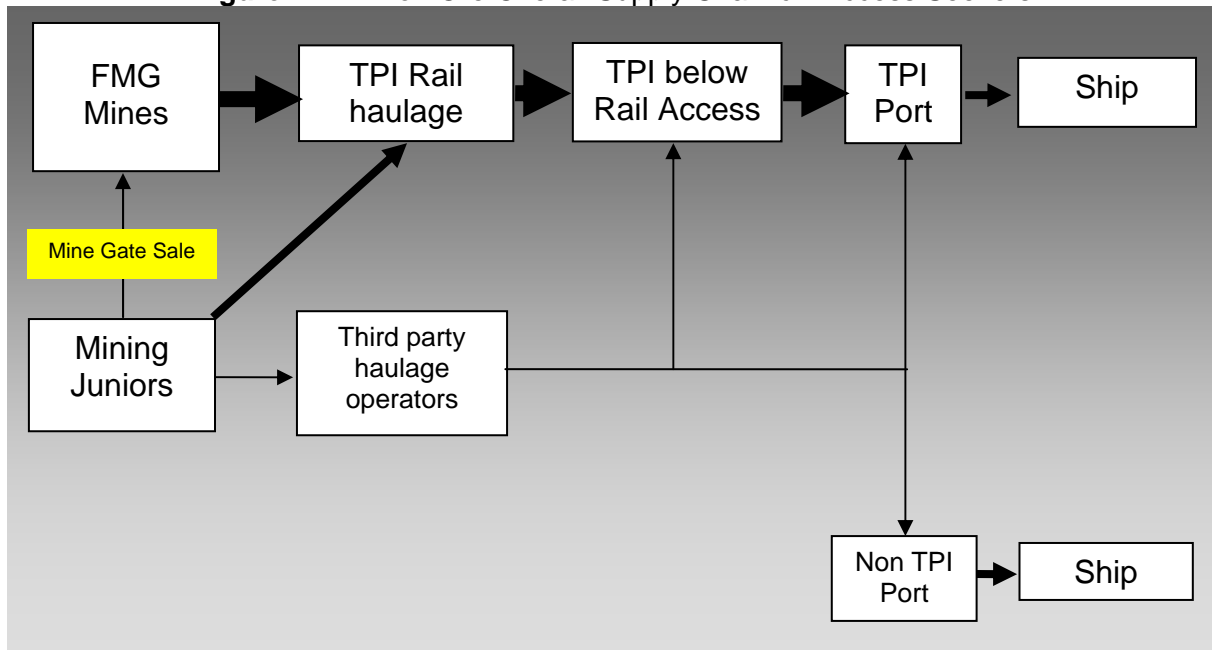 FMG
Mines
TPI Rail
haulage
TPI below
Rail Access
TPI
Port
Ship
Mine Gate Sale
Mining
Juniors
Third party
haulage
operators
Non TPI
Port
Ship